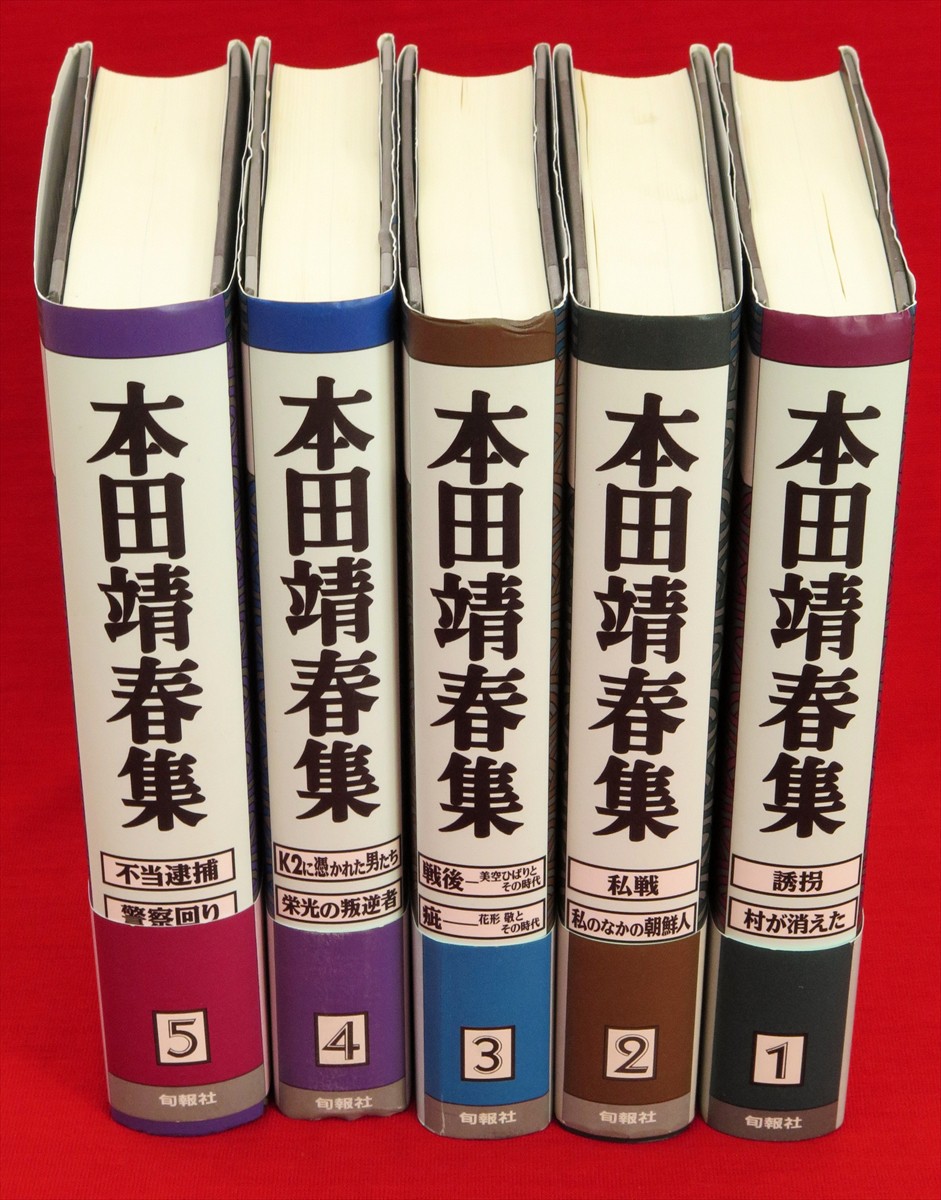 本田靖春集
不当逮捕
警察回り
5
旬報社
本田靖春集
K2に憑かれた男たち
栄光の叛逆者
4
旬報社
本田靖春集
戦後―美空ひばりとその時代
疵―花形 敬とその時代
3
旬報社
本田靖春集
私戦
私のなかの朝鮮人
2
旬報社
本田靖春集
誘拐
村が消えた
1
旬報社